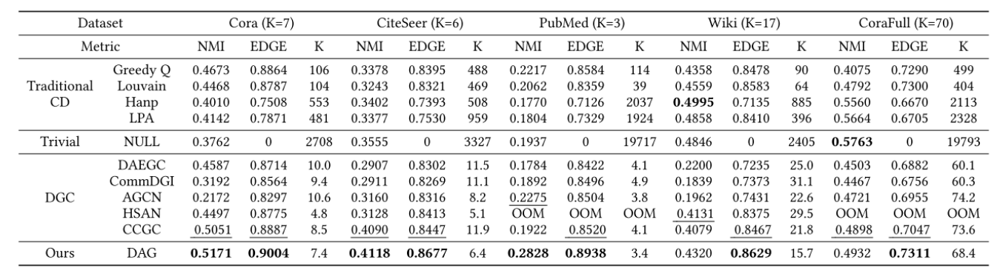 Dataset Cora (K=7) CiteSeer (K=6) PubMed (K=3) Wiki (K=17) CoraFull (K=70)
Metric NMI EDGE K NMI EDGE K NMI EDGE K NMI EDGE K NMI EDGE K
Greedy Q 0.4673 0.8864 106 0.3378 0.8395 488 0.2217 0.8584 114 0.4358 0.8478 90 0.4075 0.7290 499
Traditional Louvain 0.4468 0.8787 104 0.3243 0.8321 469 0.2062 0.8359 39 0.4559 0.8583 64 0.4792 0.7300 404
CD Hanp 0.4010 0.7508 553 0.3402 0.7393 508 0.1770 0.7126 2037 0.4995 0.7135 885 0.5560 0.6670 2113
LPA 0.4142 0.7871 481 0.3377 0.7530 959 0.1804 0.7329 1924 0.4858 0.8410 396 0.5664 0.6705 2328
Trivial NULL 0.3762 0 2708 0.3555 0 3327 0.1937 0 19717 0.4846 0 2405 0.5763 0 19793
DAEGC 0.4587 0.8714 10.0 0.2907 0.8302 11.5 0.1784 0.8422 4.1 0.2200 0.7235 25.0 0.4503 0.6882 60.1
CommDGI 0.3192 0.8564 9.4 0.2911 0.8269 11.1 0.1892 0.8496 4.9 0.1839 0.7373 31.1 0.4467 0.6756 60.3
DGC AGCN 0.2172 0.8297 10.6 0.3160 0.8316 8.2 0.2275 0.8504 3.8 0.1962 0.7431 22.6 0.4721 0.6955 74.2
HSAN 0.4497 0.8775 4.8 0.3128 0.8413 5.1 OOM OOM OOM 0.4131 0.8375 29.5 OOM OOM OOM
CCGC 0.5051 0.8887 8.5 0.4090 0.8447 11.9 0.1922 0.8520 4.1 0.4079 0.8467 21.8 0.4898 0.7047 73.6
Ours DAG 0.5171 0.9004 7.4 0.4118 0.8677 6.4 0.2828 0.8938 3.4 0.4320 0.8629 15.7 0.4932 0.7311 68.4